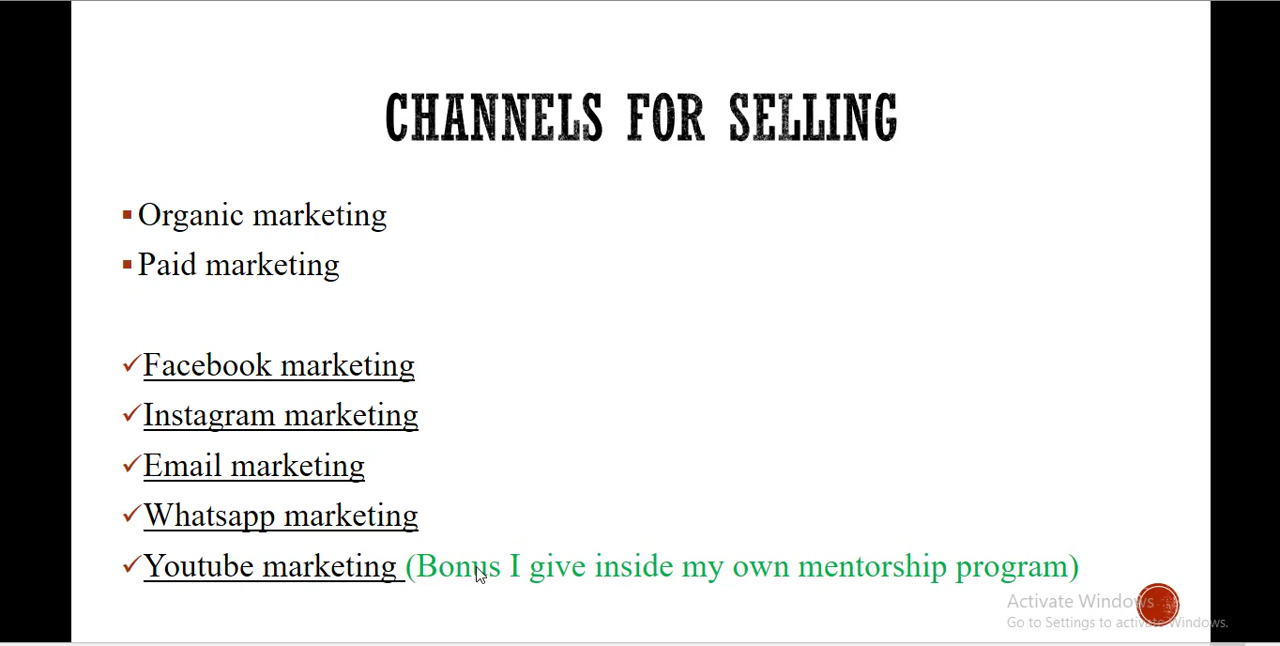 CHANNELS FOR SELLING
Organic marketing
Paid marketing
Facebook marketing
Instagram marketing
Email marketing
Whatsapp marketing
Youtube marketing (Bonus I give inside my own mentorship program)
Activate Windows
Go to Settings to activate Windows.